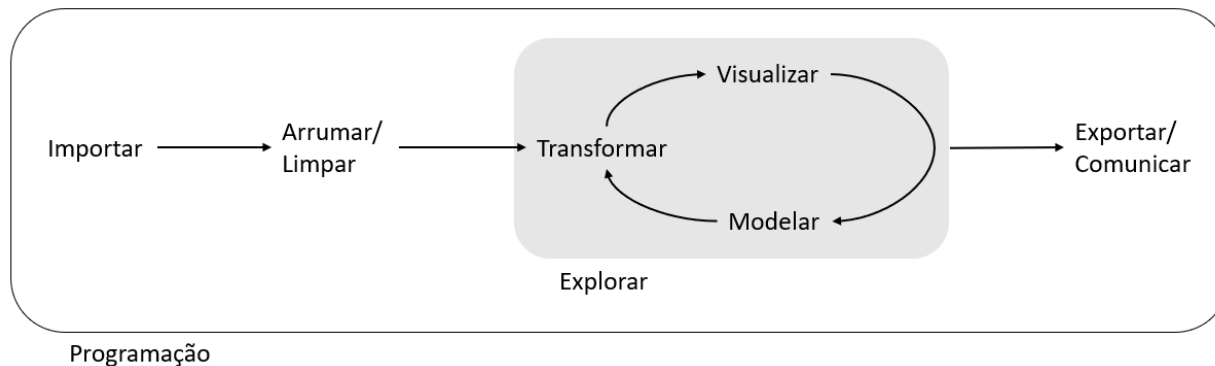 Importar
Arrumar/
Limpar
Transformar
Visualizar
Modelar
Explorar
Exportar/
Comunicar
Programação